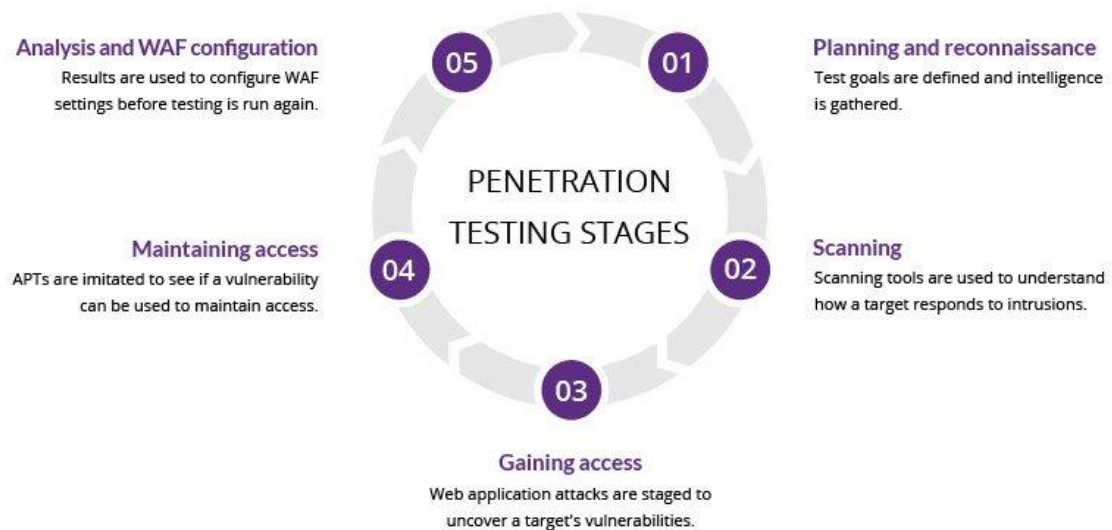 PENETRATION
TESTING STAGES
01
Planning and reconnaissance
Test goals are defined and intelligence
is gathered.
02
Scanning
Scanning tools are used to understand
how a target responds to intrusions.
03
Gaining access
Web application attacks are staged to
uncover a target's vulnerabilities.
04
Maintaining access
APTs are imitated to see if a vulnerability
can be used to maintain access.
05
Analysis and WAF configuration
Results are used to configure WAF
settings before testing is run again.